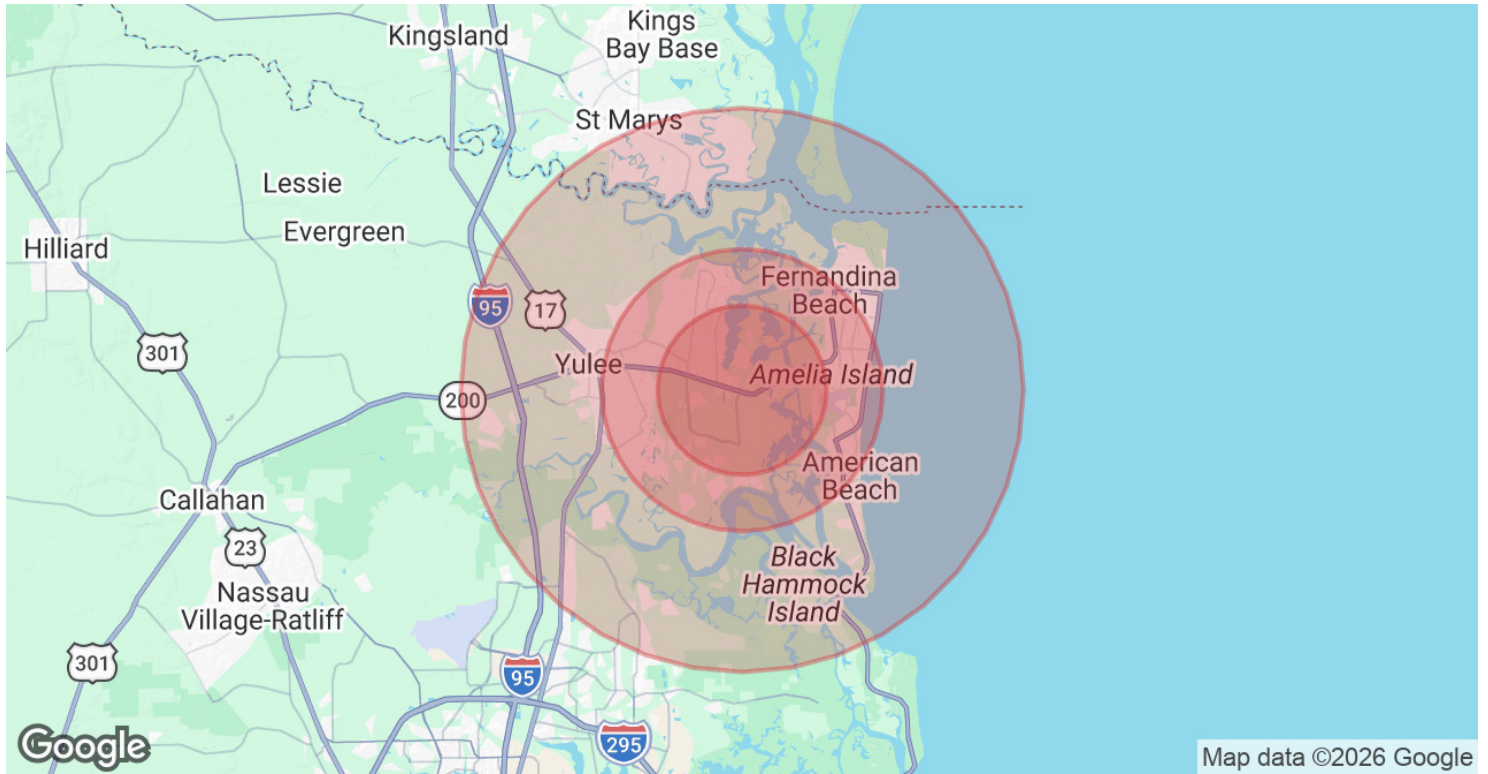 Kingsland
Kings
Bay Base
St Marys
Lessie
Evergreen
Hilliard
Fernandina
Beach
95
17
301
Yulee
Amelia Island
200
American
Beach
Callahan
23
Black
Hammock
Island
Nassau
Village-Ratliff
301
95
295
Google
Map data ©2026 Google